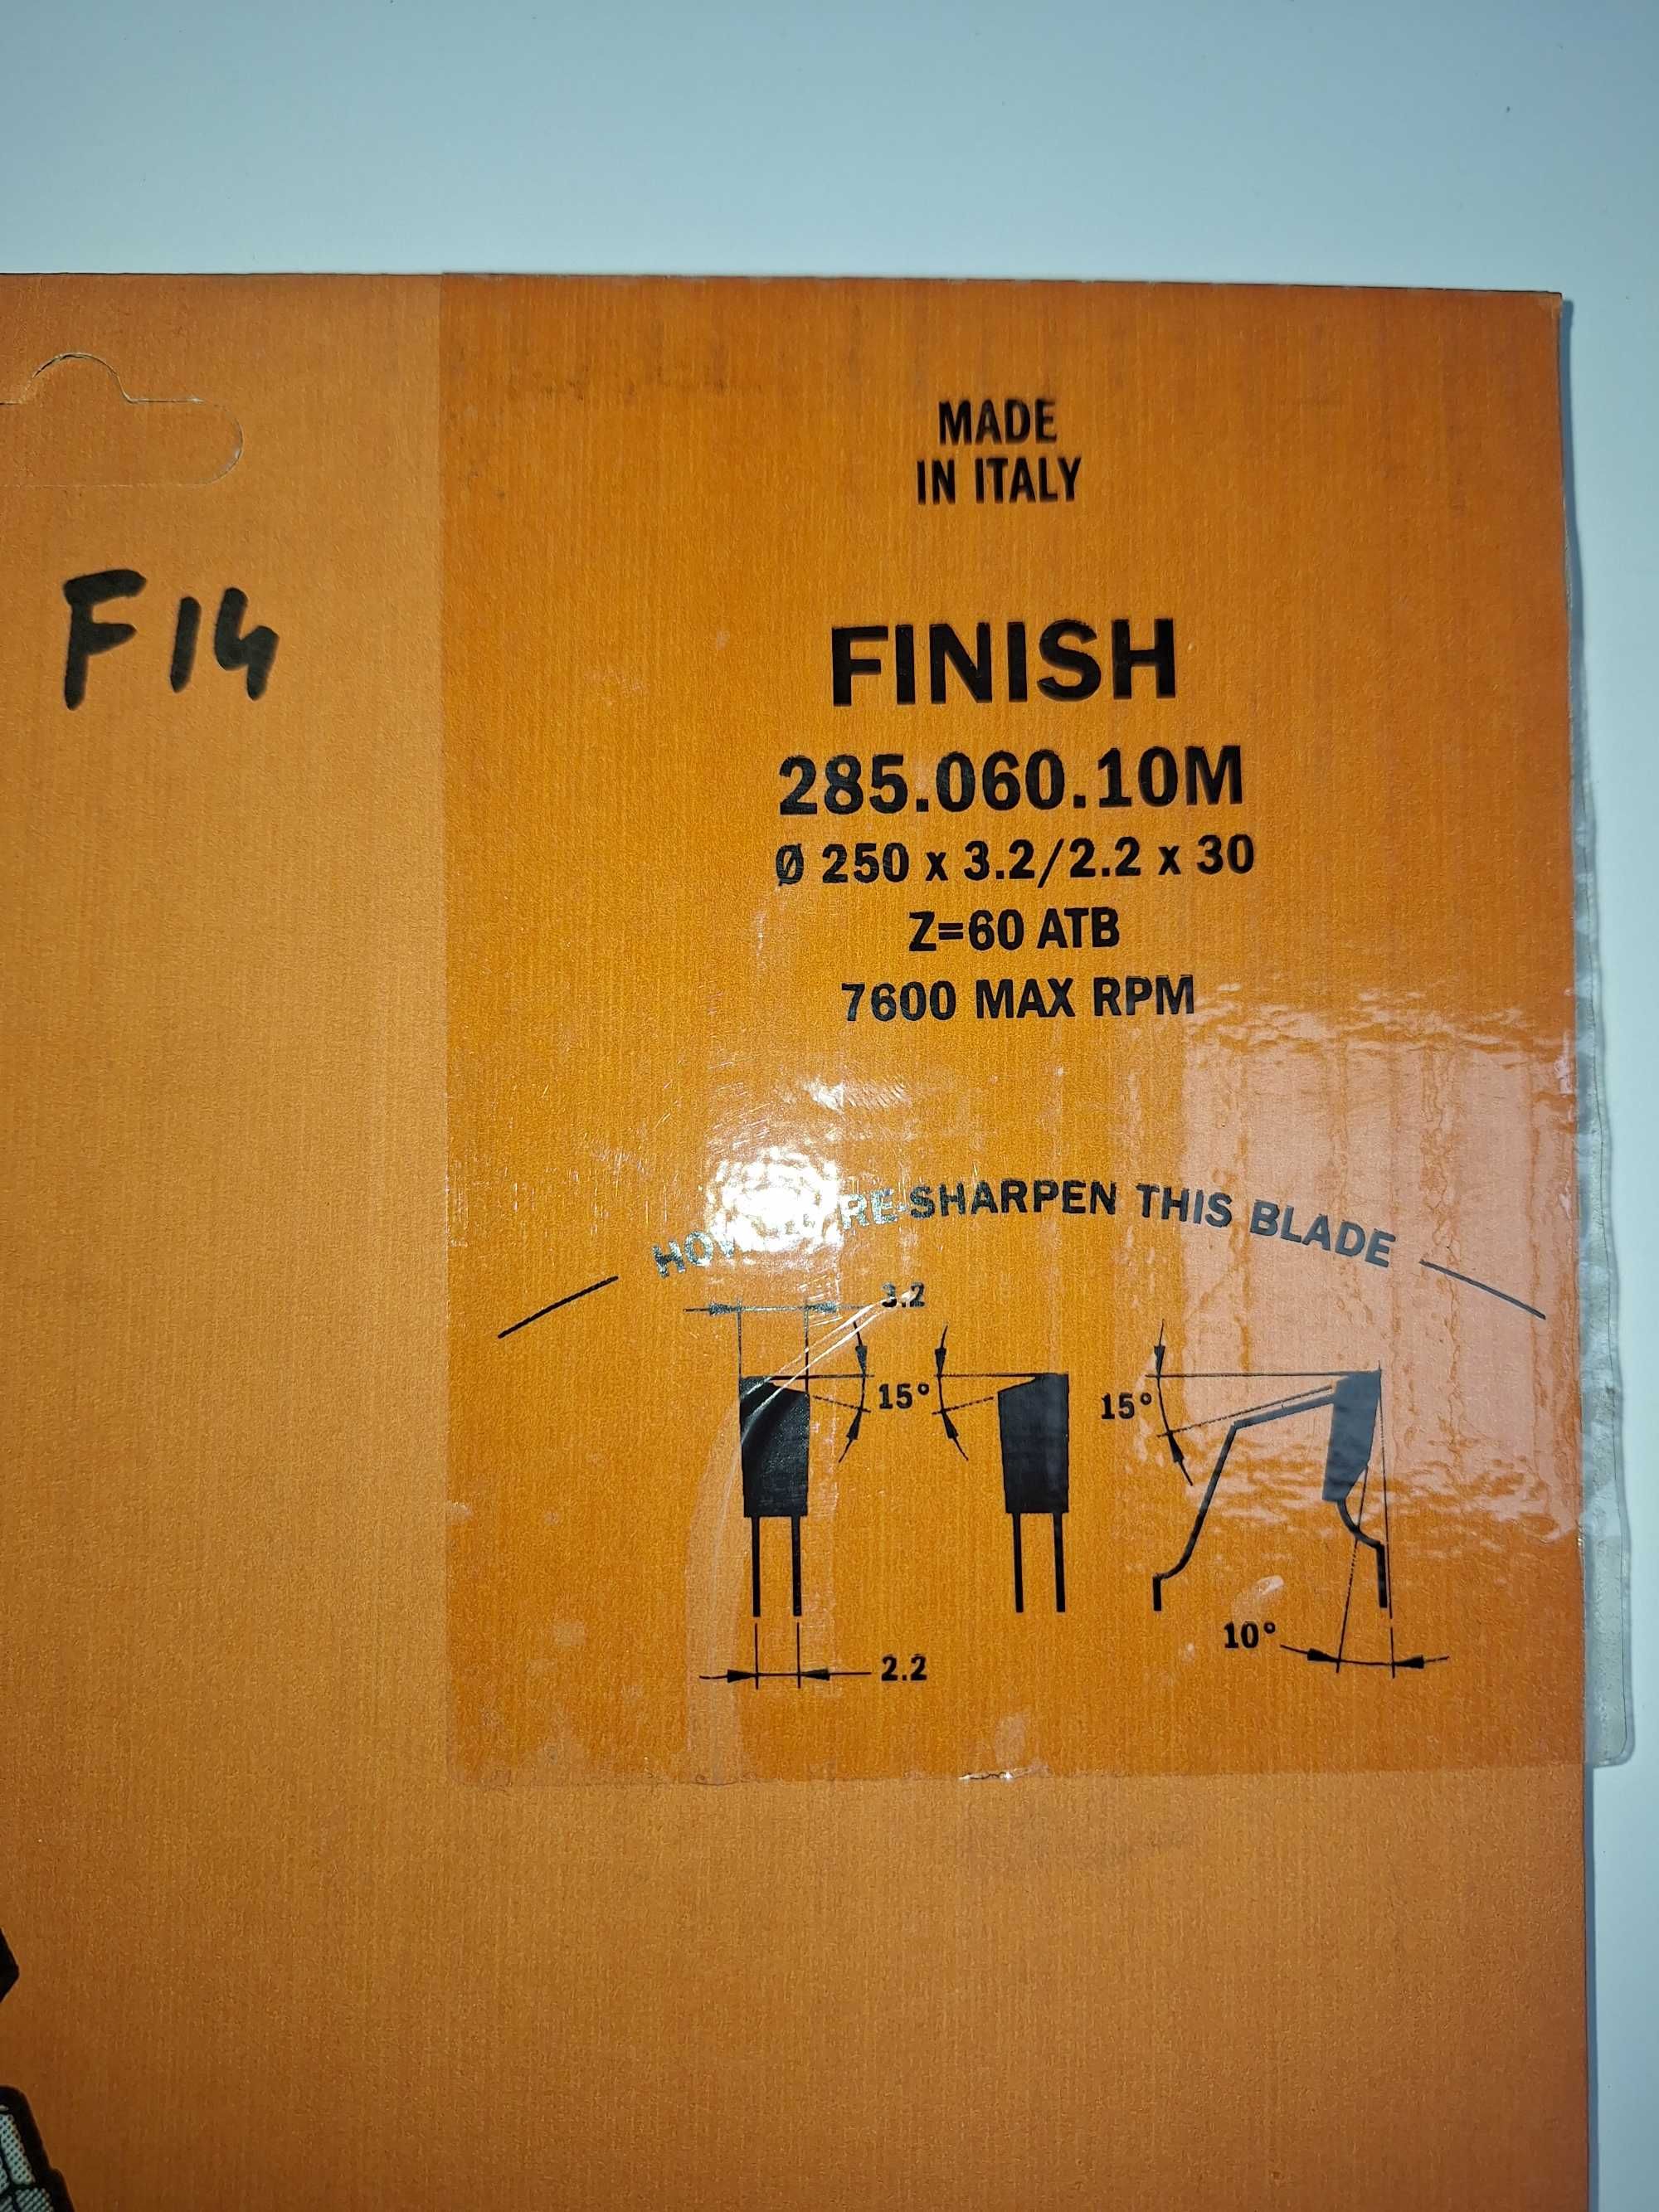 MADE
IN ITALY
F14
FINISH
285.060.10M
Ø 250 x 3.2/2.2 x 30
Z=60 ATB
7600 MAX RPM
HOW RE-SHARPEN THIS BLADE
3.2
15°
15°
10°
2.2